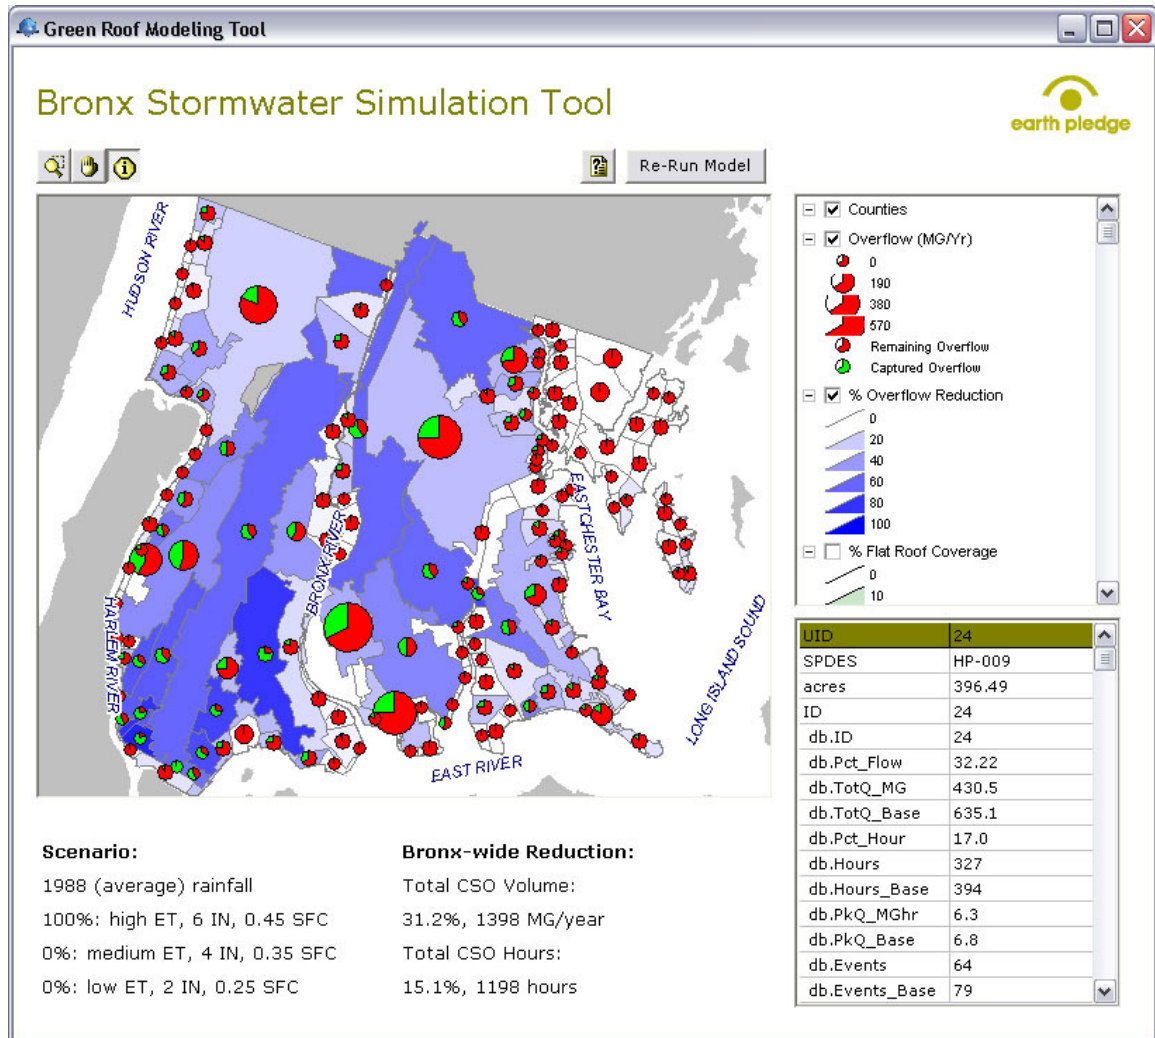 Green Roof Modeling Tool
Bronx Stormwater Simulation Tool
earth pledge
Re-Run Model
HUDSON RIVER
HARLEM RIVER
BRONX RIVER
EASTCHESTER BAY
EAST RIVER
LONG ISLAND SOUND
Counties
Overflow (MG/Yr)
0
190
380
570
Remaining Overflow
Captured Overflow
% Overflow Reduction
0
20
40
60
80
100
% Flat Roof Coverage
0
10
UID 24
SPDES HP-009
acres 396.49
ID 24
db.ID 24
db.Pct_Flow 32.22
db.TotQ_MG 430.5
db.TotQ_Base 635.1
db.Pct_Hour 17.0
db.Hours 327
db.Hours_Base 394
db.PkQ_MGhr 6.3
db.PkQ_Base 6.8
db.Events 64
db.Events_Base 79
Scenario:
1988 (average) rainfall
100%: high ET, 6 IN, 0.45 SFC
0%: medium ET, 4 IN, 0.35 SFC
0%: low ET, 2 IN, 0.25 SFC
Bronx-wide Reduction:
Total CSO Volume:
31.2%, 1398 MG/year
Total CSO Hours:
15.1%, 1198 hours